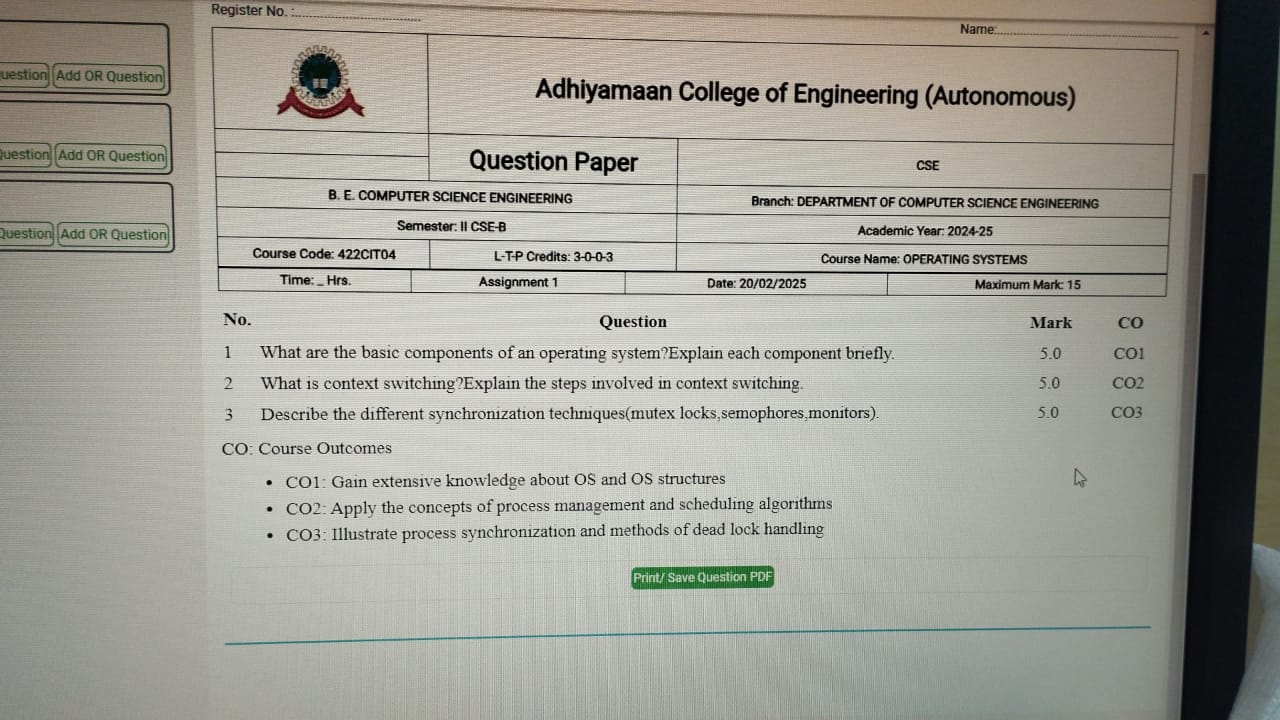 Register No. :
Name:
uestion Add OR Question
Question Add OR Question
Question Add OR Question
Adhiyamaan College of Engineering (Autonomous)
Question Paper
CSE
B. E. COMPUTER SCIENCE ENGINEERING
Branch: DEPARTMENT OF COMPUTER SCIENCE ENGINEERING
Semester: II CSE-B
Academic Year: 2024-25
Course Code: 422CIT04 L-T-P Credits: 3-0-0-3 Course Name: OPERATING SYSTEMS
Time: _ Hrs. Assignment 1 Date: 20/02/2025 Maximum Mark: 15
No. Question Mark CO
1 What are the basic components of an operating system?Explain each component briefly. 5.0 CO1
2 What is context switching?Explain the steps involved in context switching. 5.0 CO2
3 Describe the different synchronization techniques(mutex locks,semophores,monitors). 5.0 CO3
CO: Course Outcomes
• CO1: Gain extensive knowledge about OS and OS structures
• CO2: Apply the concepts of process management and scheduling algorithms
• CO3: Illustrate process synchronization and methods of dead lock handling
Print/ Save Question PDF